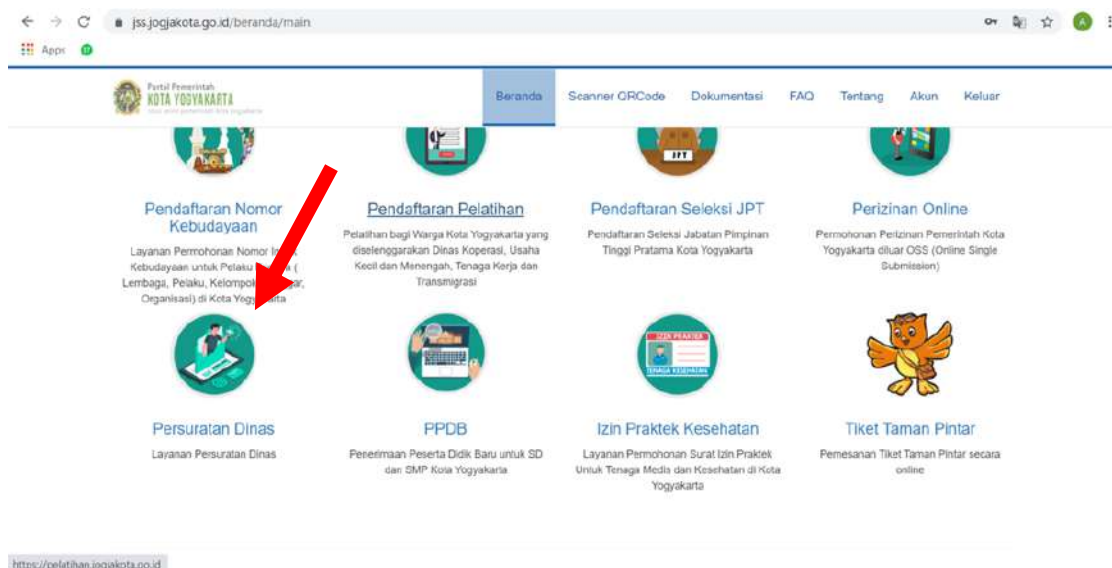 jss.jogjakota.go.id/beranda/main
Apps
Portal Pemerintah
KOTA YOGYAKARTA
Beranda
Scanner QRCode
Dokumentasi
FAQ
Tentang
Akun
Keluar
JPT
Pendaftaran Nomor
Kebudayaan
Layanan Permohonan Nomor
Kebudayaan untuk Pelaku (
Lembaga, Pelaku,
Organisasi) di Kota
Pendaftaran Pelatihan
Pelatihan bagi Warga Kota Yogyakarta yang
diselenggarakan Dinas Koperasi, Usaha
Kecil dan Menengah, Tenaga Kerja dan
Transmigrasi
Pendaftaran Seleksi JPT
Pendaftaran Seleksi Jabatan Pimpinan
Tinggi Pratama Kota Yogyakarta
Perizinan Online
Permohonan Perizinan Pemerintah Kota
Yogyakarta diluar OSS (Online Single
Submission)
Persuratan Dinas
Layanan Persuratan Dinas
PPDB
Penerimaan Peserta Didik Baru untuk SD
dan SMP Kota Yogyakarta
IZIN PRAKTEK
TENAGA KESEHATAN
Izin Praktek Kesehatan
Layanan Permohonan Surat Izin Praktek
Untuk Tenaga Medis dan Kesehatan di Kota
Yogyakarta
Tiket Taman Pintar
Pemesanan Tiket Taman Pintar secara
online
https://pelatihan.jogjakota.go.id